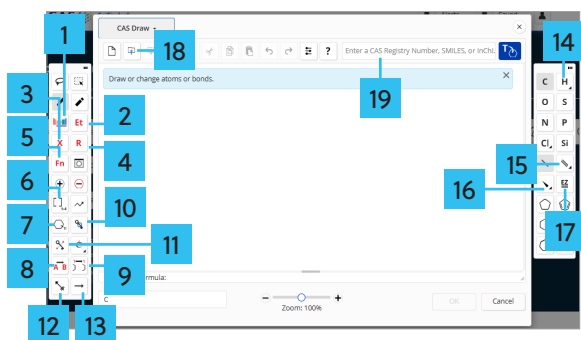 CAS Draw
1
18
14
Enter a CAS Registry Number, SMILES, or InChI
?
Draw or change atoms or bonds.
19
C
H
3
Et
2
O
S
N
P
5
X
R
4
Cl
Si
Fn
15
6
16
EZ
10
7
17
11
8
A B
9
12
13
C
Zoom: 100%
OK
Cancel